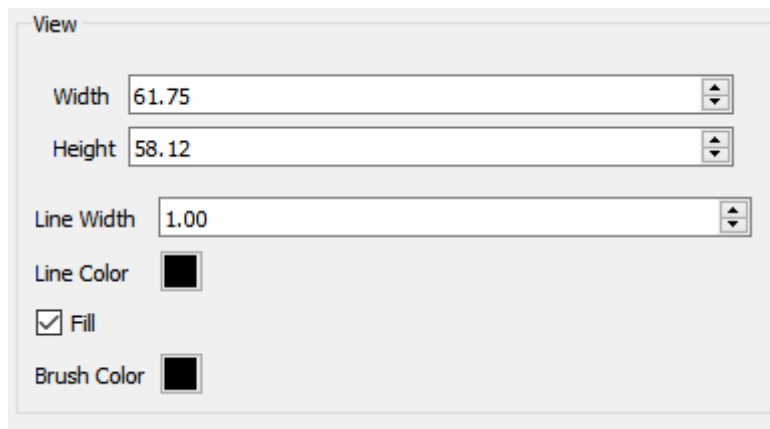 View
Width 61.75
Height 58.12
Line Width 1.00
Line Color
Fill
Brush Color